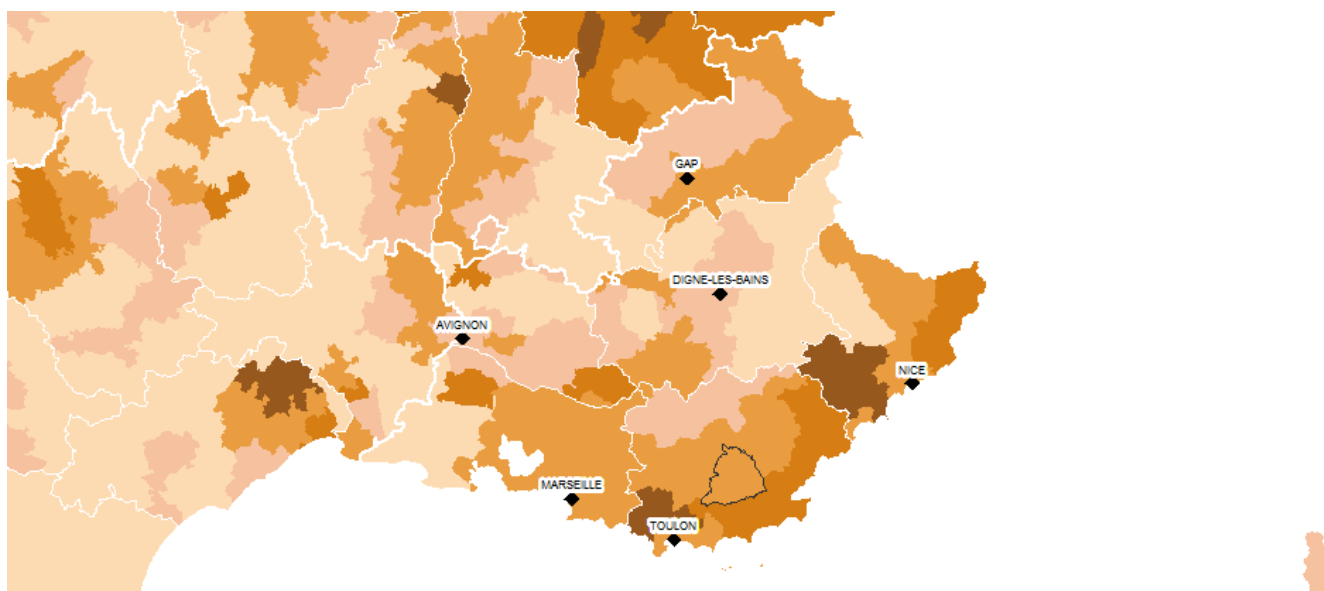 GAP
DIGNE-LES-BAINS
AVIGNON
NICE
MARSEILLE
TOULON